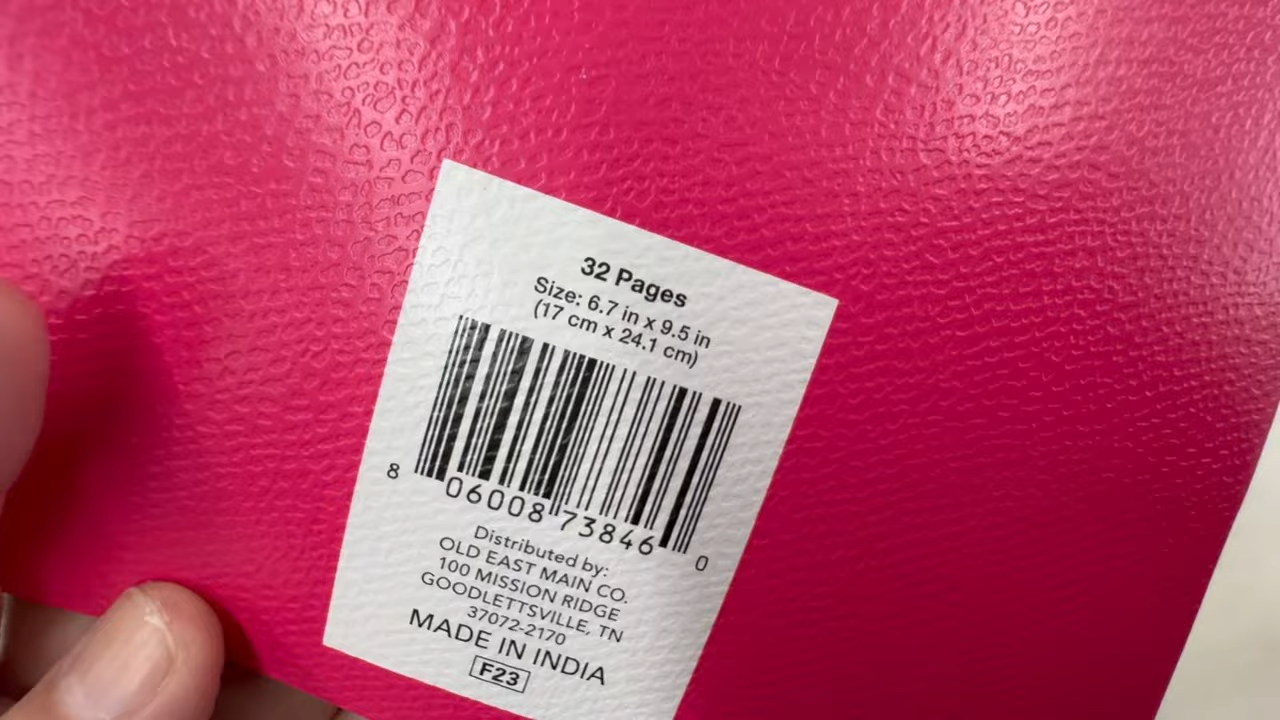 32 Pages
Size: 6.7 in x 9.5 in
(17 cm x 24.1 cm)
8 06008 73846 0
Distributed by:
OLD EAST MAIN CO.
100 MISSION RIDGE
GOODLETTSVILLE, TN
37072-2170
MADE IN INDIA
F23